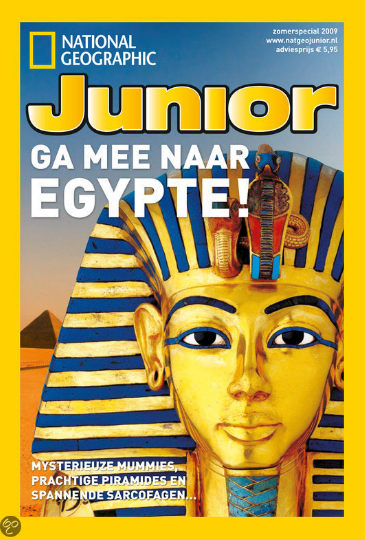 zomerspecial 2009
www.natgeojunior.nl
adviesprijs € 5,95
NATIONAL
GEOGRAPHIC
JUNIOR
GA MEE NAAR
EGYPTE!
MYSTERIEUZE MUMMIES,
PRACHTIGE PIRAMIDES EN
SPANNENDE SARCOFAGEN...